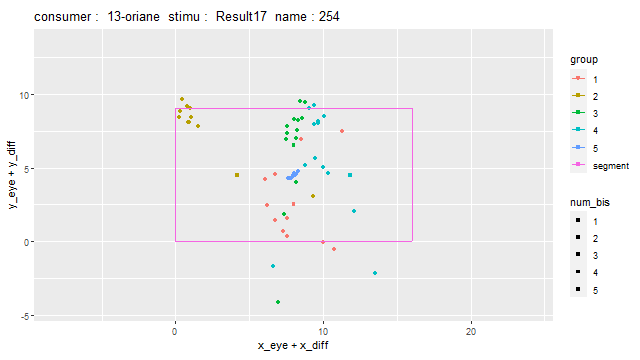 consumer :  13-oriane  stimu :  Result17  name : 254
group
1
2
3
4
5
segment
num_bis
1
2
3
4
5
y_eye + y_diff
10
5
0
-5
0
10
20
x_eye + x_diff